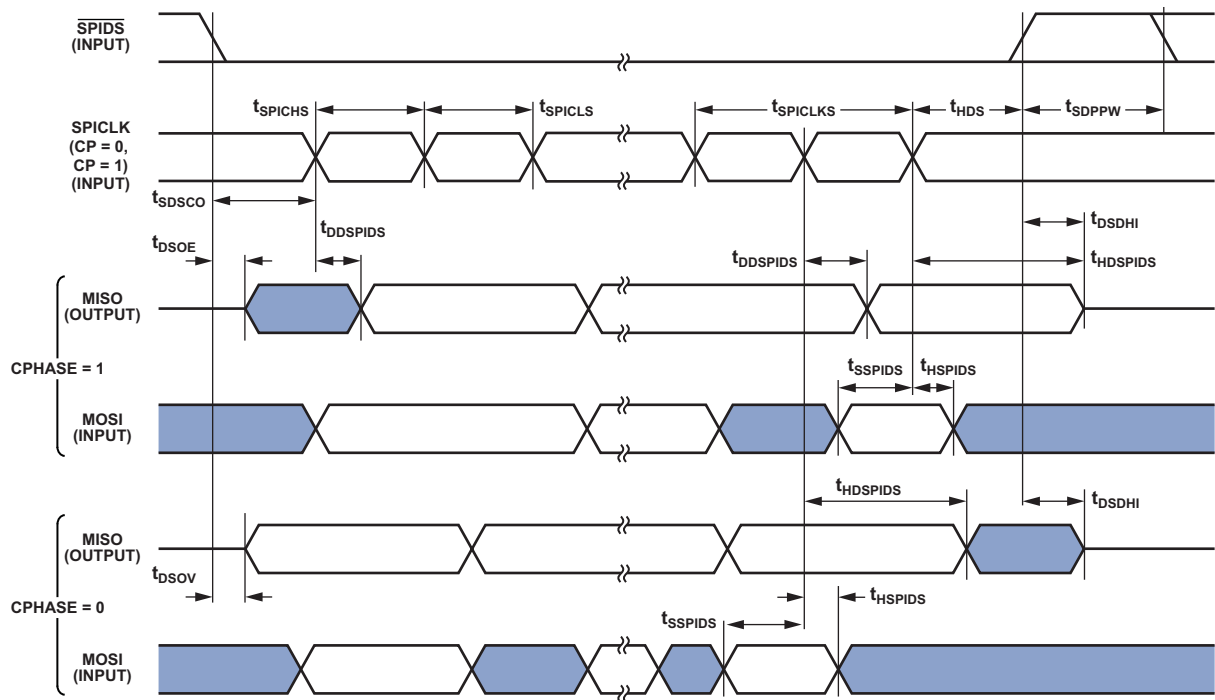 SPIDS
(INPUT)
tSPICHS
tSPICLS
tSPICLKS
tHDS
tSDPPW
SPICLK
(CP = 0,
CP = 1)
(INPUT)
tSDSCO
tDSOE
tDDSPIDS
tDDSPIDS
tDSDHI
tHDSPIDS
MISO
(OUTPUT)
CPHASE = 1
tSSPIDS
tHSPIDS
MOSI
(INPUT)
tHDSPIDS
tDSDHI
MISO
(OUTPUT)
tDSOV
CPHASE = 0
tHSPIDS
tSSPIDS
MOSI
(INPUT)